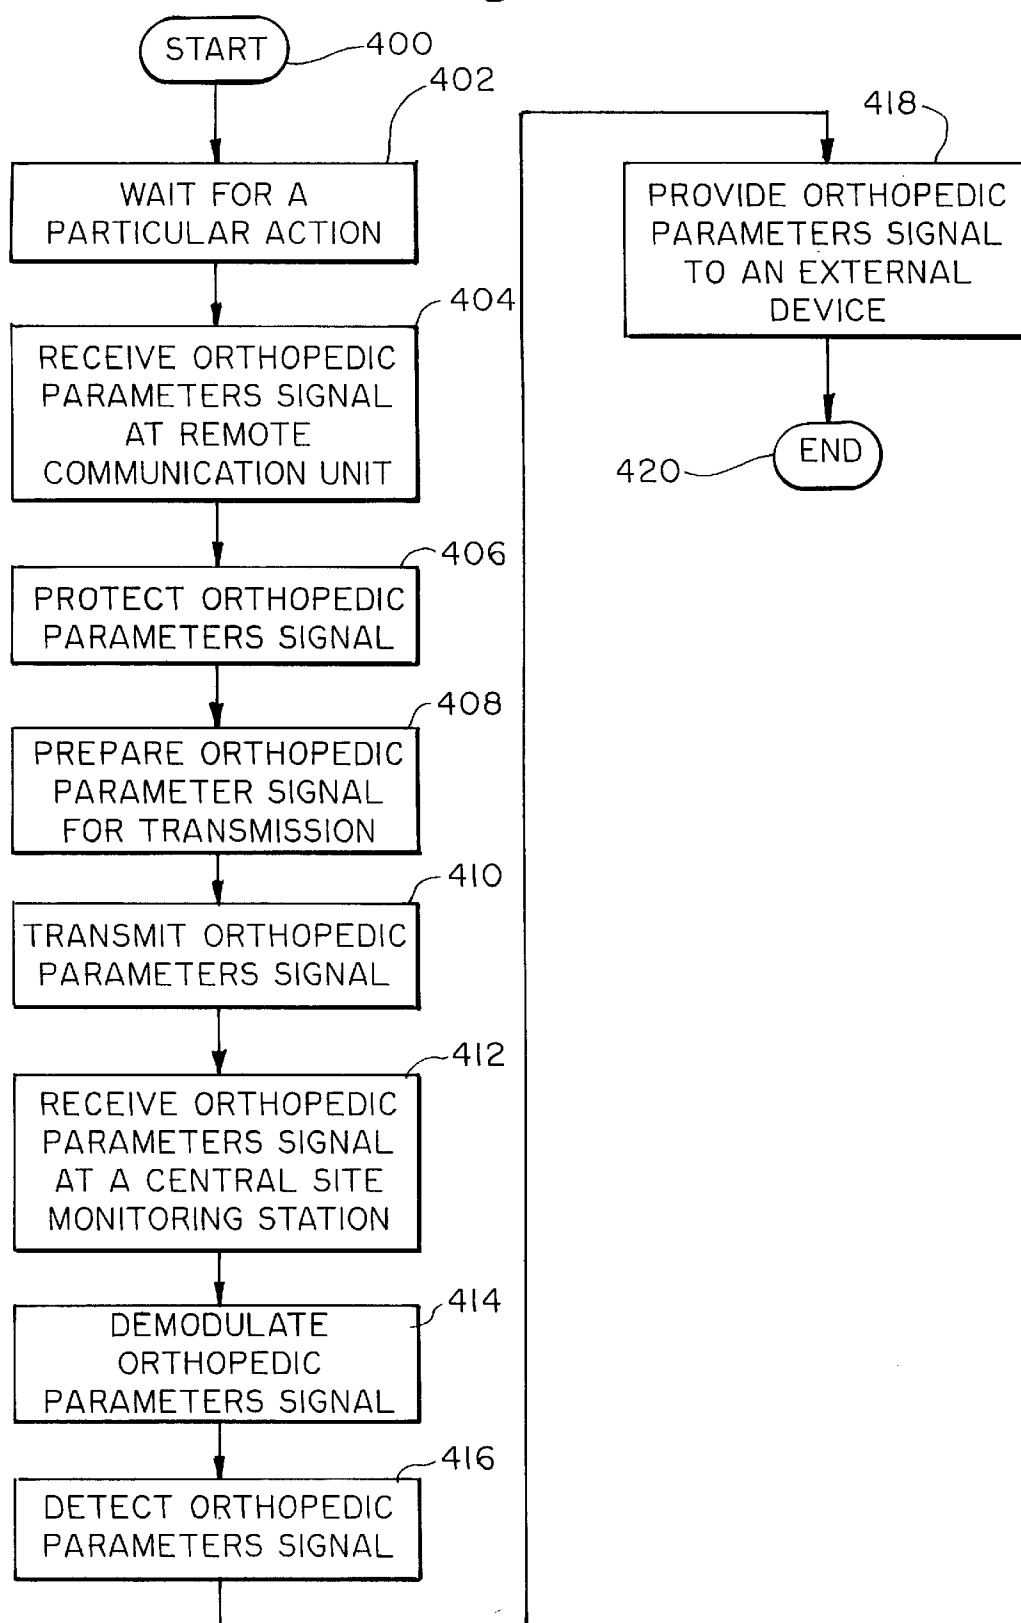 START
400
402
WAIT FOR A
PARTICULAR ACTION
404
RECEIVE ORTHOPEDIC
PARAMETERS SIGNAL
AT REMOTE
COMMUNICATION UNIT
406
PROTECT ORTHOPEDIC
PARAMETERS SIGNAL
408
PREPARE ORTHOPEDIC
PARAMETER SIGNAL
FOR TRANSMISSION
410
TRANSMIT ORTHOPEDIC
PARAMETERS SIGNAL
412
RECEIVE ORTHOPEDIC
PARAMETERS SIGNAL
AT A CENTRAL SITE
MONITORING STATION
414
DEMODULATE
ORTHOPEDIC
PARAMETERS SIGNAL
416
DETECT ORTHOPEDIC
PARAMETERS SIGNAL
418
PROVIDE ORTHOPEDIC
PARAMETERS SIGNAL
TO AN EXTERNAL
DEVICE
END
420